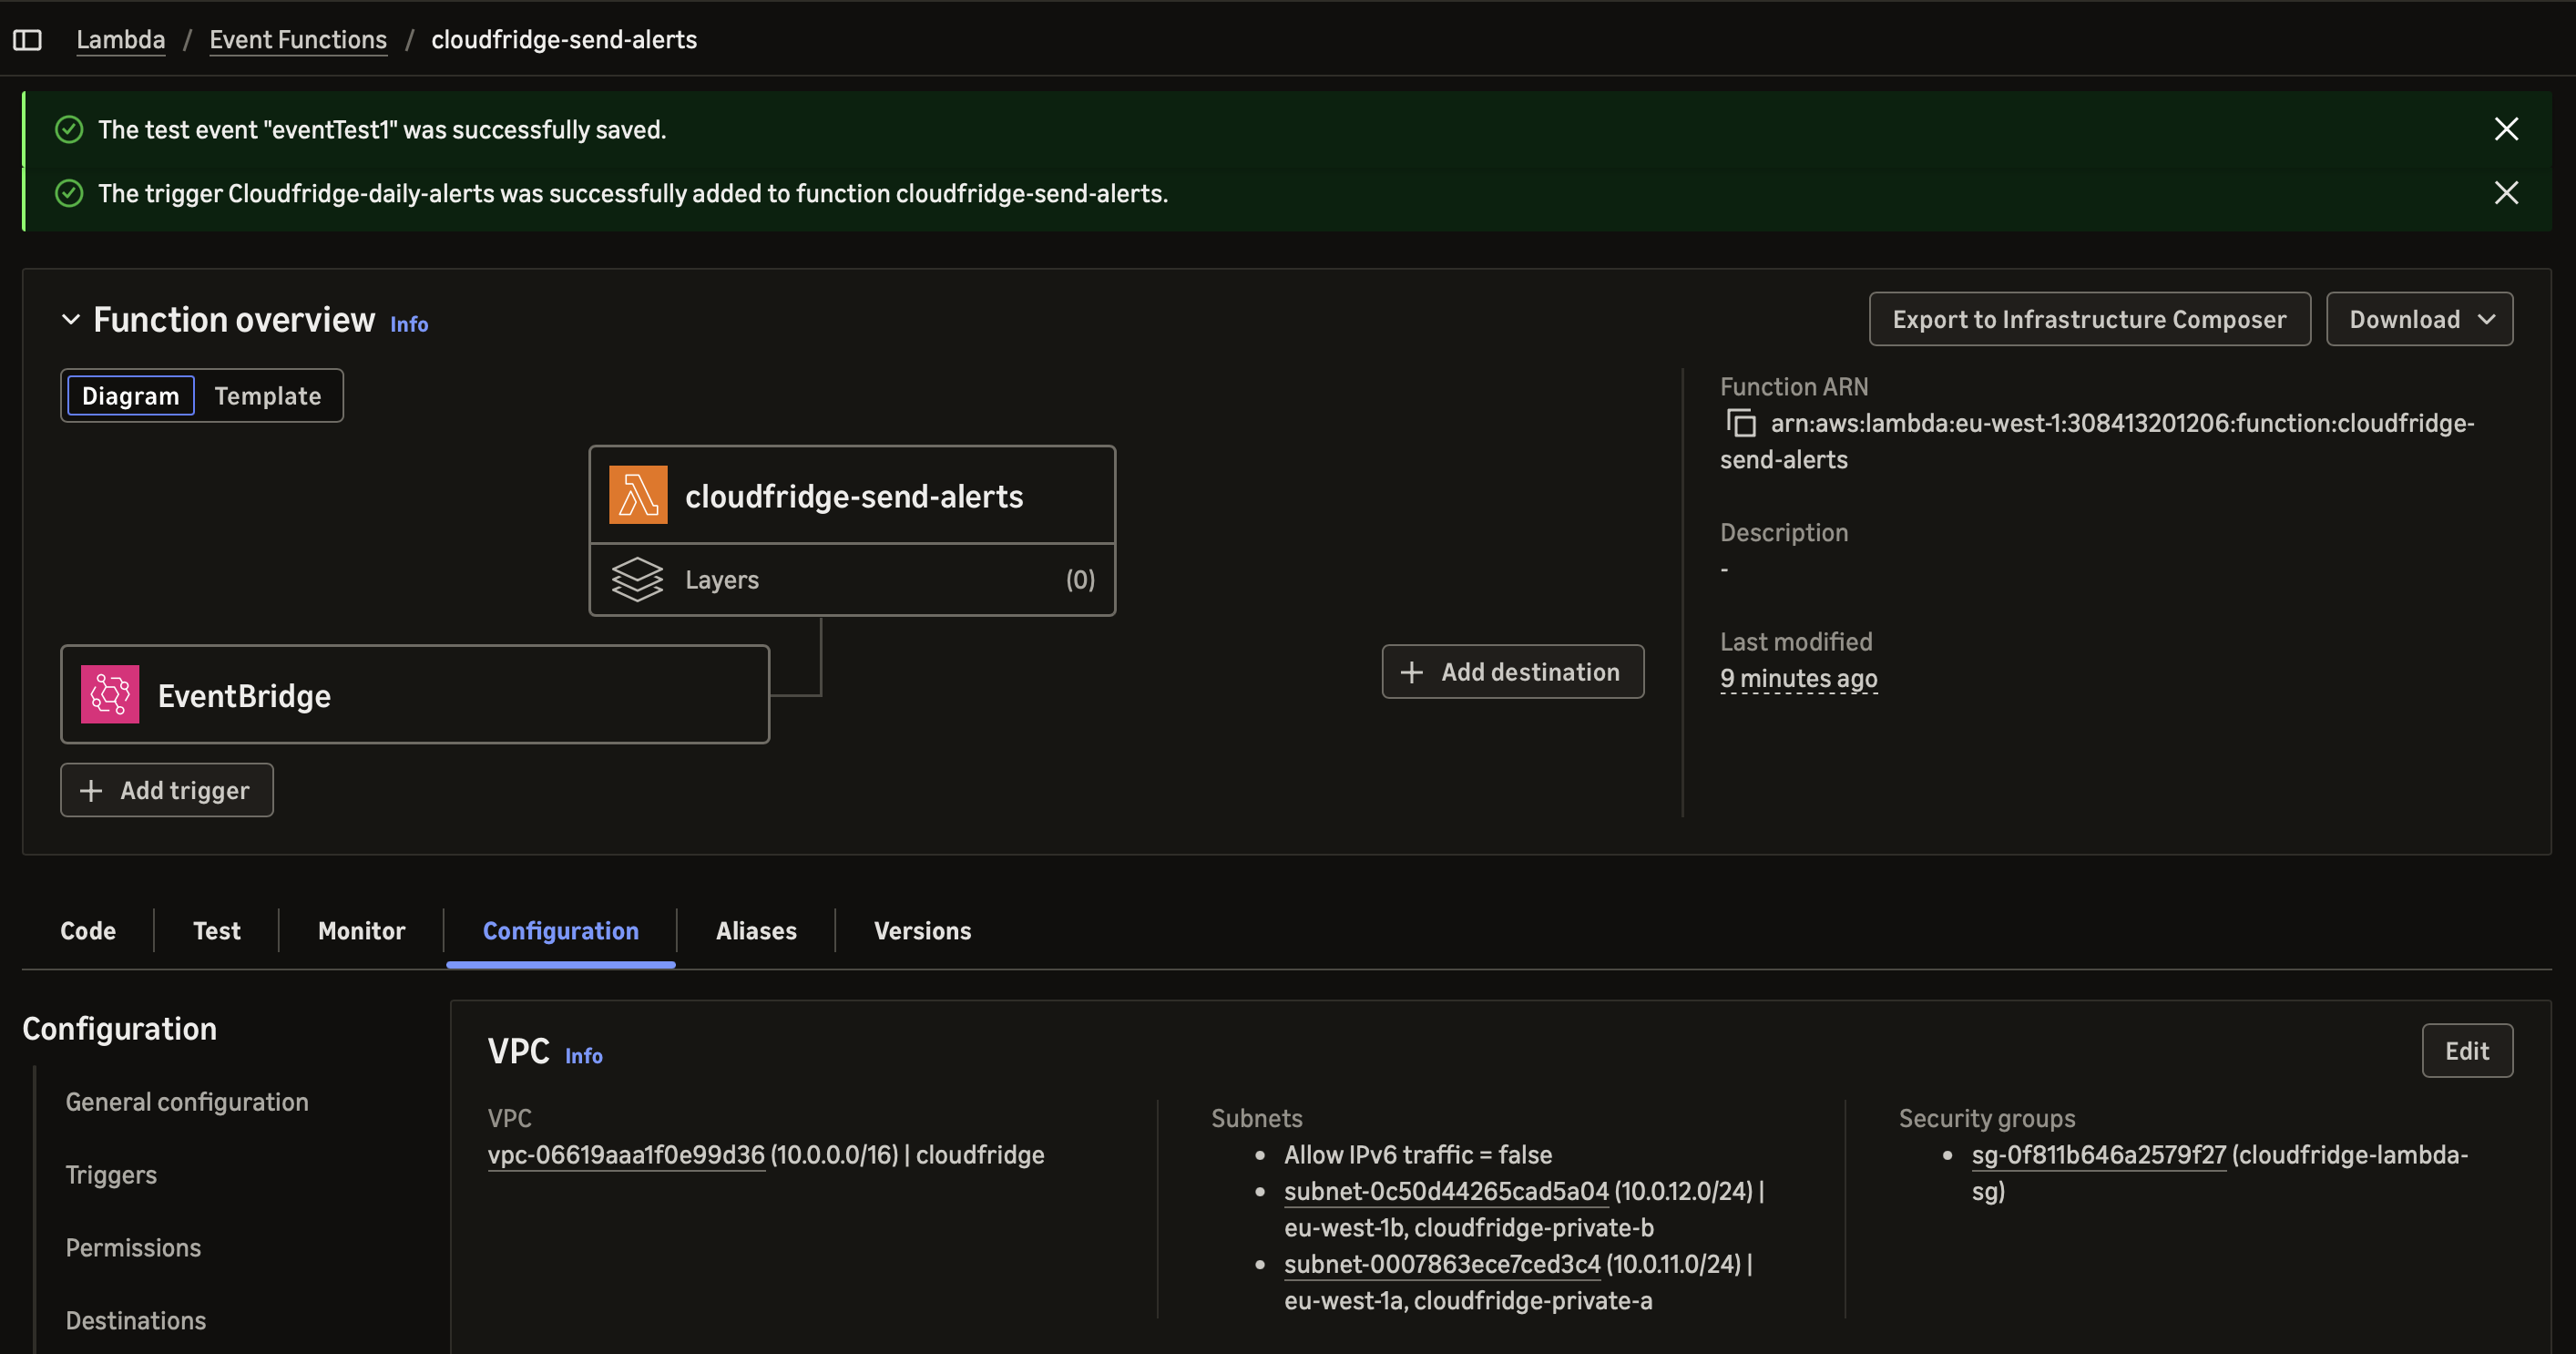 Lambda / Event Functions / cloudfridge-send-alerts
The test event "eventTest1" was successfully saved.
The trigger Cloudfridge-daily-alerts was successfully added to function cloudfridge-send-alerts.
Function overview Info
Export to Infrastructure Composer
Download
Diagram
Template
cloudfridge-send-alerts
Layers (0)
EventBridge
+ Add trigger
+ Add destination
Function ARN
arn:aws:lambda:eu-west-1:308413201206:function:cloudfridge-
send-alerts
Description
-
Last modified
9 minutes ago
Code
Test
Monitor
Configuration
Aliases
Versions
Configuration
General configuration
Triggers
Permissions
Destinations
VPC Info
Edit
VPC
vpc-06619aaa1f0e99d36 (10.0.0.0/16) | cloudfridge
Subnets
• Allow IPv6 traffic = false
• subnet-0c50d44265cad5a04 (10.0.12.0/24) |
eu-west-1b, cloudfridge-private-b
• subnet-0007863ece7ced3c4 (10.0.11.0/24) |
eu-west-1a, cloudfridge-private-a
Security groups
• sg-0f811b646a2579f27 (cloudfridge-lambda-
sg)